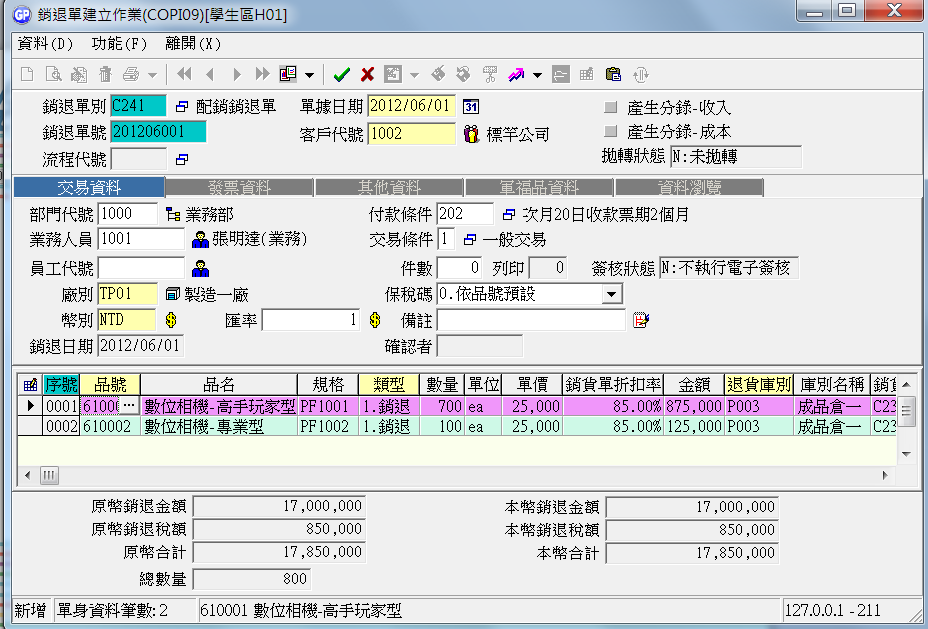 銷退單建立作業(COPI09)[學生區H01]
資料(D) 功能(F) 離開(X)
銷退單別 C241 配銷銷退單 單據日期 2012/06/01 31 產生分錄-收入
銷退單號 201206001 客戶代號 1002 標竿公司 產生分錄-成本
流程代號 拋轉狀態 N:未拋轉
交易資料 發票資料 其他資料 軍福品資料 資料瀏覽
部門代號 1000 業務部 付款條件 202 次月20日收款票期2個月
業務人員 1001 張明達(業務) 交易條件 1 一般交易
員工代號 件數 0 列印 0 簽核狀態 N:不執行電子簽核
廠別 TP01 製造一廠 保稅碼 0.依品號預設
幣別 NTD 匯率 1 備註
銷退日期 2012/06/01 確認者
序號 品號 品名 規格 類型 數量 單位 單價 銷貨單折扣率 金額 退貨庫別 庫別名稱 銷貨
0001 6100 ... 數位相機-高手玩家型 PF1001 1.銷退 700 ea 25,000 85.00% 875,000 P003 成品倉一 C23
0002 610002 數位相機-專業型 PF1002 1.銷退 100 ea 25,000 85.00% 125,000 P003 成品倉一 C23
原幣銷退金額 17,000,000 本幣銷退金額 17,000,000
原幣銷退稅額 850,000 本幣銷退稅額 850,000
原幣合計 17,850,000 本幣合計 17,850,000
總數量 800
新增 單身資料筆數:2 610001 數位相機-高手玩家型 127.0.0.1 - 211